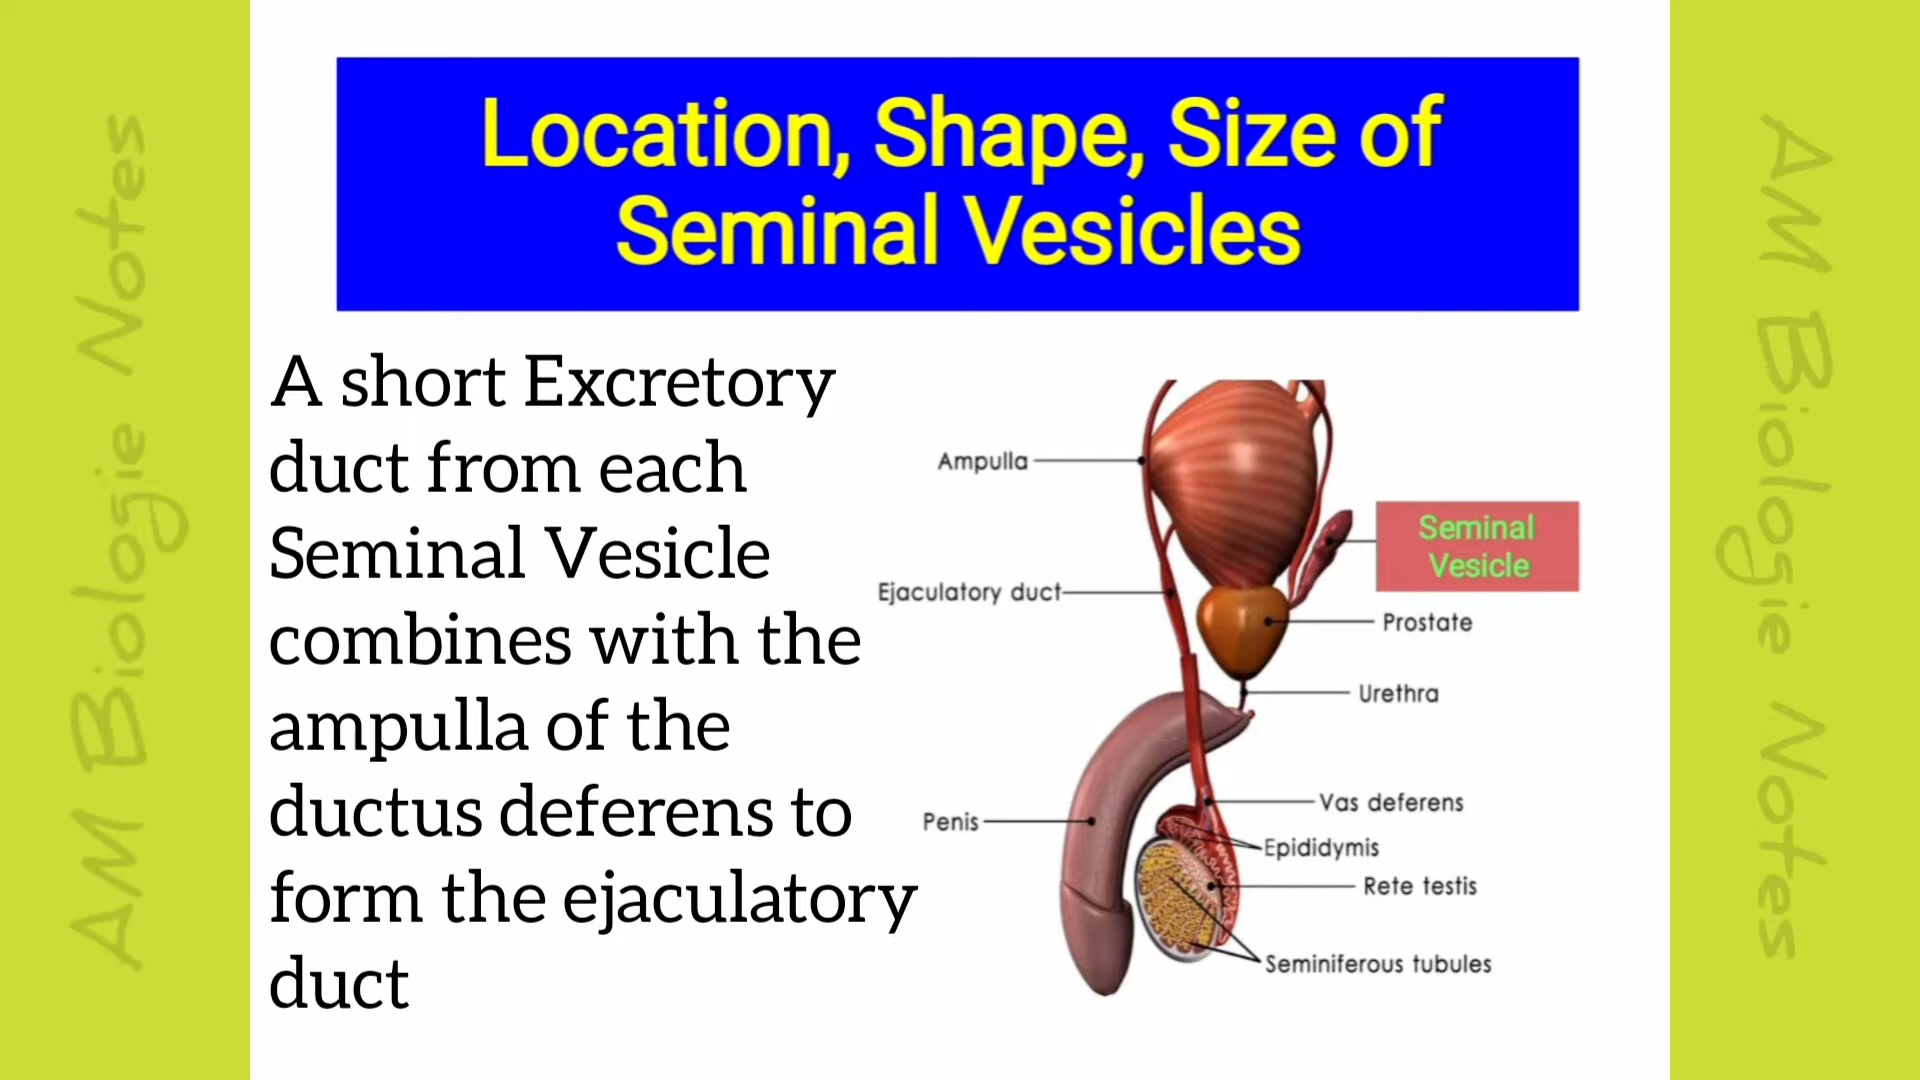 Location, Shape, Size of
Seminal Vesicles
A short Excretory
duct from each
Seminal Vesicle
combines with the
ampulla of the
ductus deferens to
form the ejaculatory
duct
Ampulla
Seminal
Vesicle
Ejaculatory duct
Prostate
Urethra
Vas deferens
Penis
Epididymis
Rete testis
Seminiferous tubules
AM Biologie Notes
AM Biologie Notes